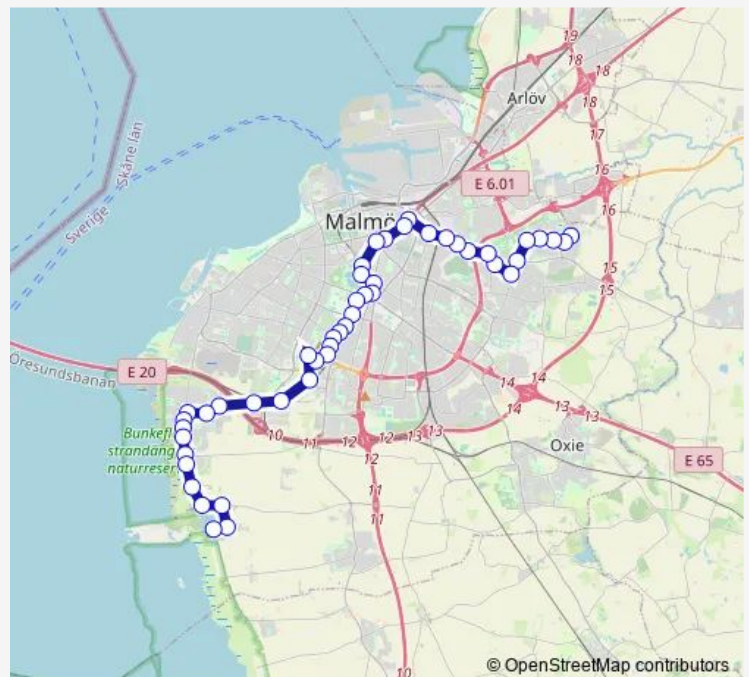 19
18
18
Arlöv
18
17
Skåne län
Sverige
E 6.01
16
16
Malmö
15
15
Öresundsbanan
E 20
14
14
14
13
13
10
11
12
12
13
13
12
Bunkefl
strandäng
naturreser
Oxie
E 65
11
11
10
© OpenStreetMap contributors